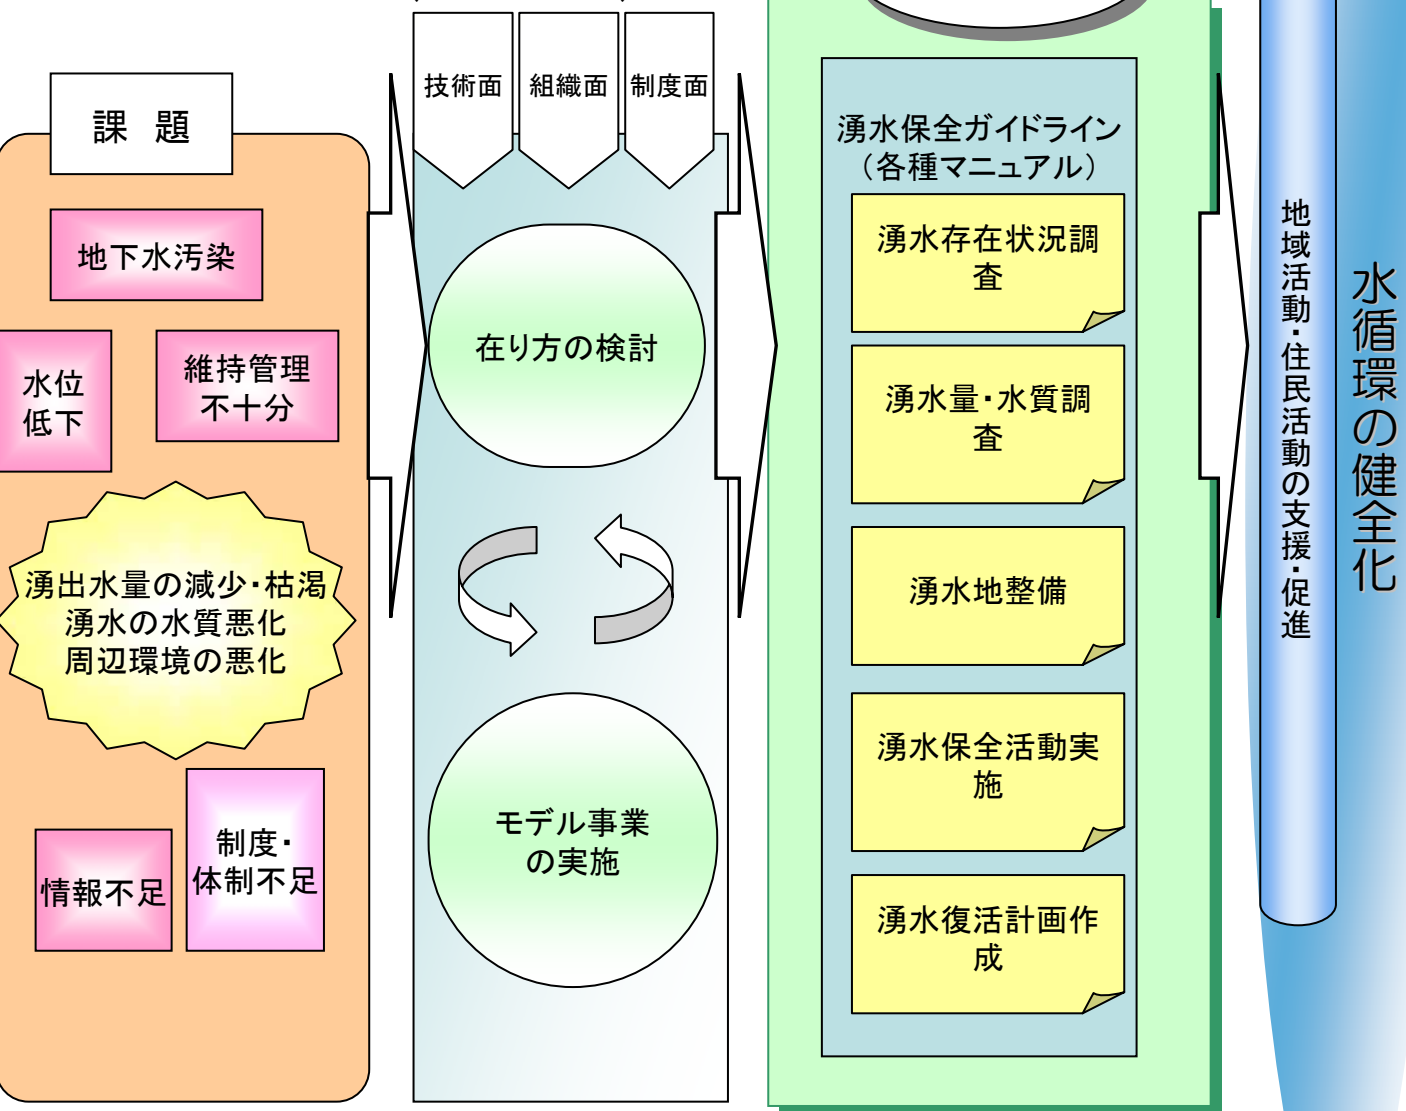 課 題
地下水汚染
水位
低下
維持管理
不十分
湧出水量の減少・枯渇
湧水の水質悪化
周辺環境の悪化
情報不足
制度・
体制不足
技術面
組織面
制度面
在り方の検討
モデル事業
の実施
湧水保全ガイドライン
（各種マニュアル）
湧水存在状況調
査
湧水量・水質調
査
湧水地整備
湧水保全活動実
施
湧水復活計画作
成
地域活動・住民活動の支援・促進
水循環の健全化